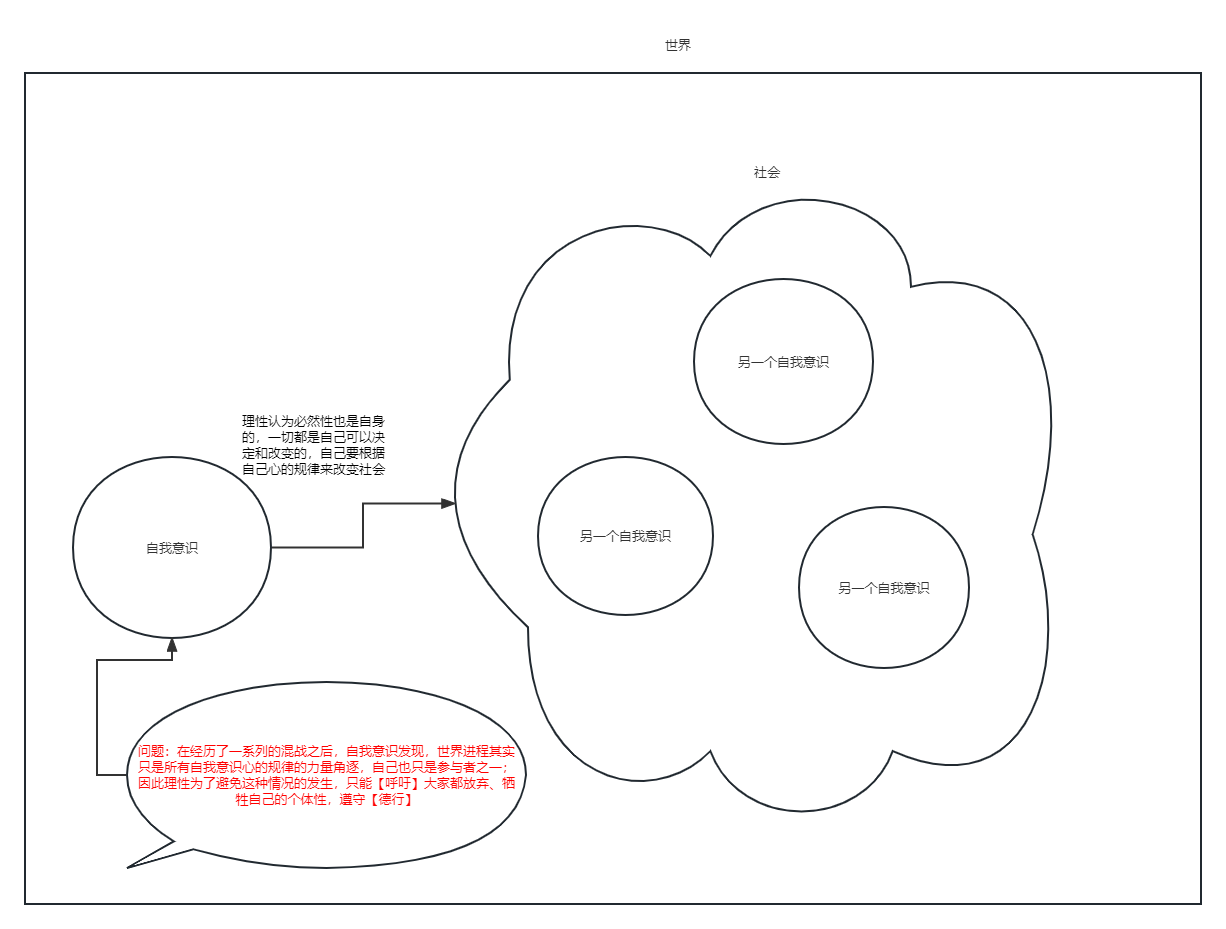 世界
社会
另一个自我意识
理性认为必然性也是自身
的，一切都是自己可以决
定和改变的，自己要根据
自己心的规律来改变社会
自我意识
另一个自我意识
另一个自我意识
问题：在经历了一系列的混战之后，自我意识发现，世界进程其实
只是所有自我意识心的规律的力量角逐，自己也只是参与者之一；
因此理性为了避免这种情况的发生，只能【呼吁】大家都放弃、牺
牲自己的个体性，遵守【德行】